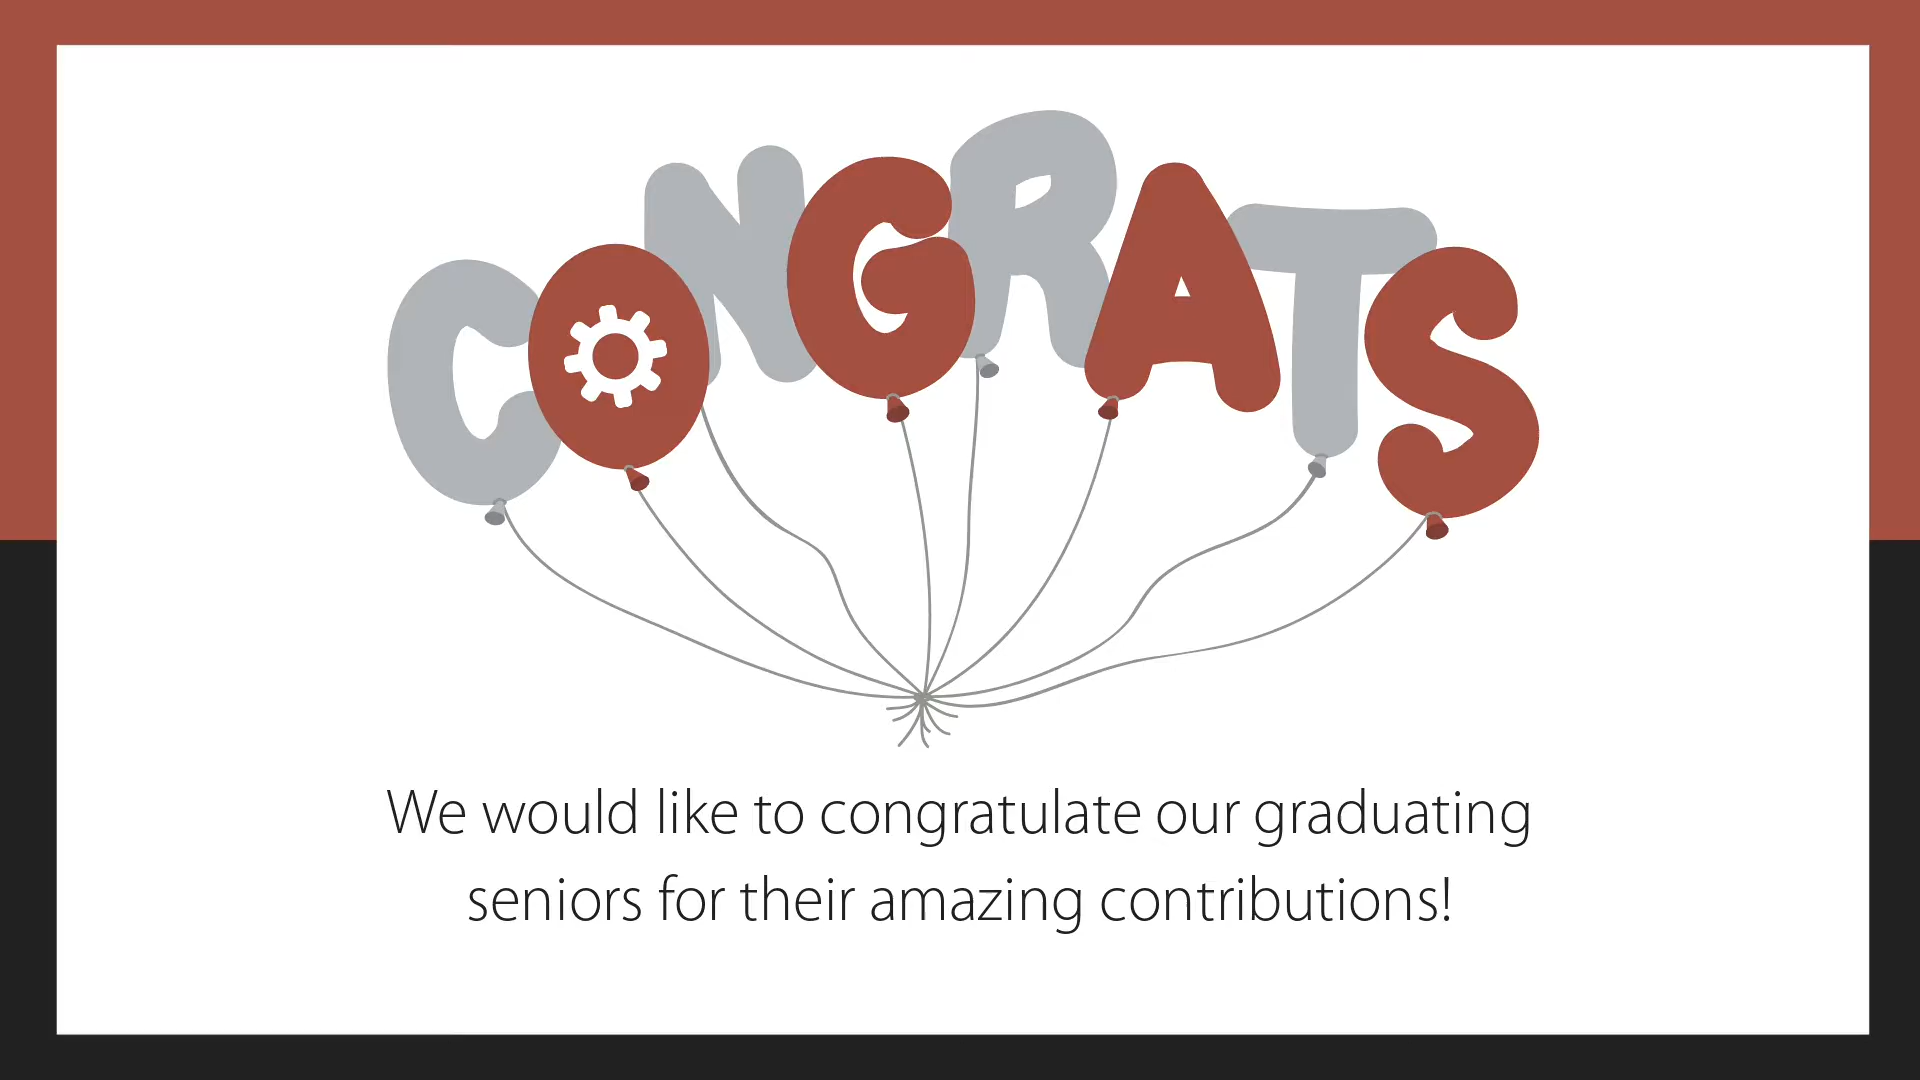 CONGRATS
We would like to congratulate our graduating
seniors for their amazing contributions!